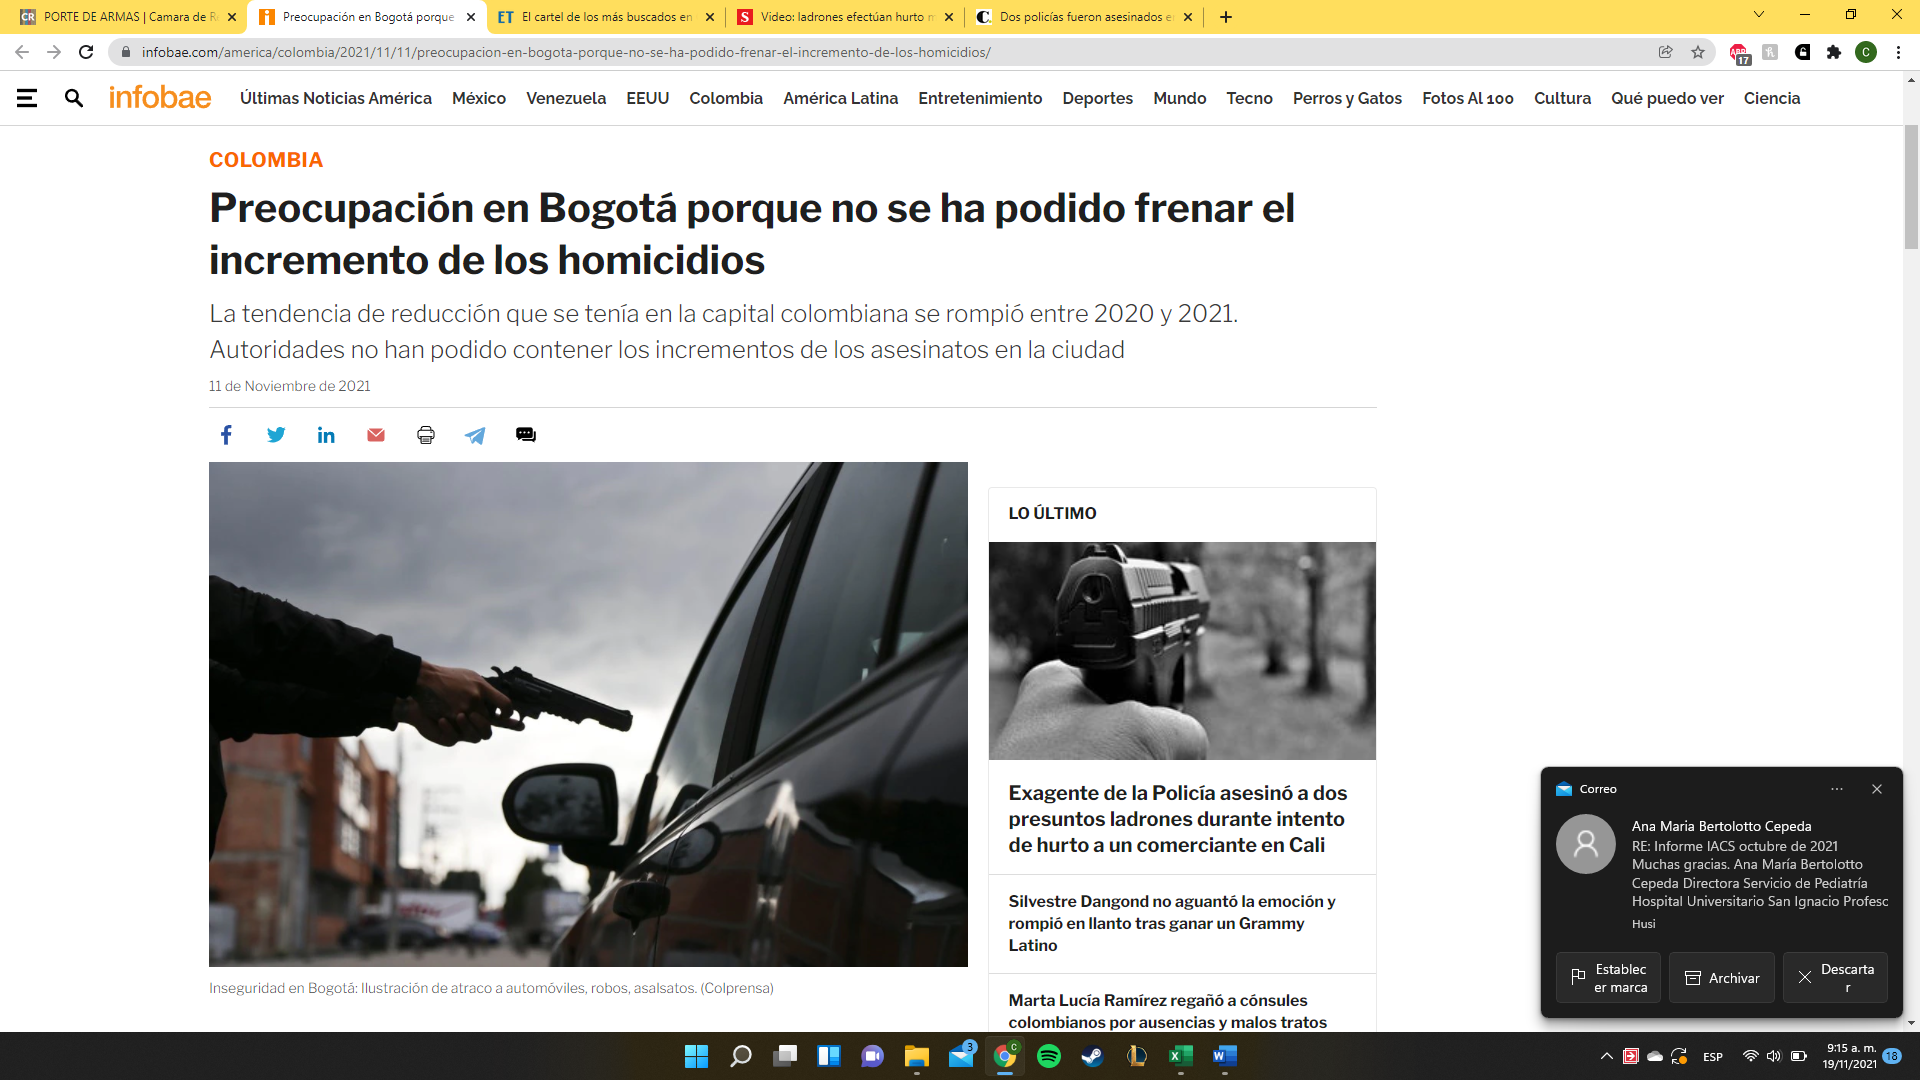 CR PORTE DE ARMAS | Camara de R
Preocupación en Bogotá porque
ET El cartel de los más buscados en
S Video: ladrones efectúan hurto m
C. Dos policías fueron asesinados e
infobae.com/america/colombia/2021/11/11/preocupacion-en-bogota-porque-no-se-ha-podido-frenar-el-incremento-de-los-homicidios/
17
C
infobae Últimas Noticias América México Venezuela EEUU Colombia América Latina Entretenimiento Deportes Mundo Tecno Perros y Gatos Fotos Al 100 Cultura Qué puedo ver Ciencia
COLOMBIA
Preocupación en Bogotá porque no se ha podido frenar el
incremento de los homicidios
La tendencia de reducción que se tenía en la capital colombiana se rompió entre 2020 y 2021.
Autoridades no han podido contener los incrementos de los asesinatos en la ciudad
11 de Noviembre de 2021
Inseguridad en Bogotá: Ilustración de atraco a automóviles, robos, asalsatos. (Colprensa)
LO ÚLTIMO
Exagente de la Policía asesinó a dos
presuntos ladrones durante intento
de hurto a un comerciante en Cali
Silvestre Dangond no aguantó la emoción y
rompió en llanto tras ganar un Grammy
Latino
Marta Lucía Ramírez regañó a cónsules
colombianos por ausencias y malos tratos
Correo
Ana Maria Bertolotto Cepeda
RE: Informe IACS octubre de 2021
Muchas gracias. Ana María Bertolotto
Cepeda Directora Servicio de Pediatría
Hospital Universitario San Ignacio Profesc
Husi
Establec
er marca
Archivar
Descarta
r
3
C
ESP
9:15 a. m.
19/11/2021
18